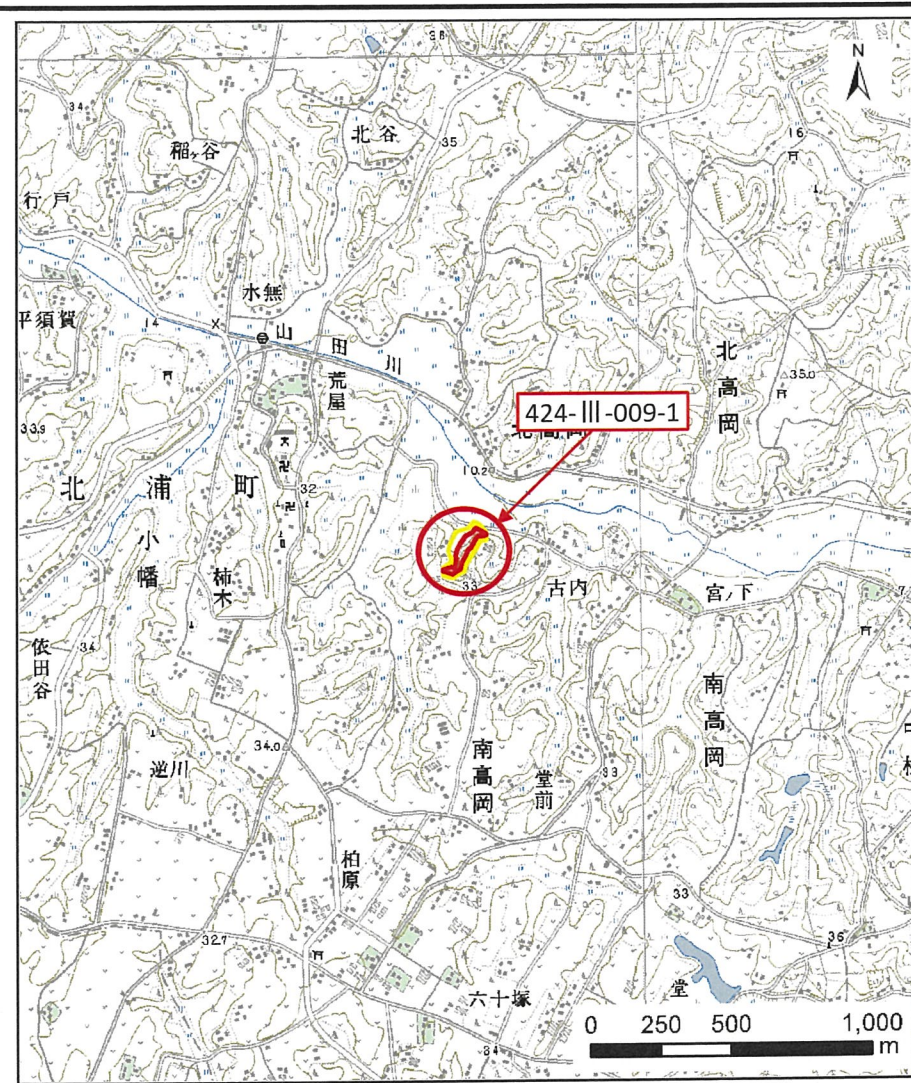 36
N
34
北谷
稲ヶ谷
35
16
行戸
水無
平須賀
14
山田川
荒屋
北高岡
35.0
424-Ⅲ-009-1
33.9
10.2
北浦町
32
小幡
柿木
33
古内
宮ノ下
7
依田谷
34
南高岡
34.0
逆川
南高岡
堂前
33
柏原
33
32.7
36
六十塚
堂
34
0 250 500 1,000
m